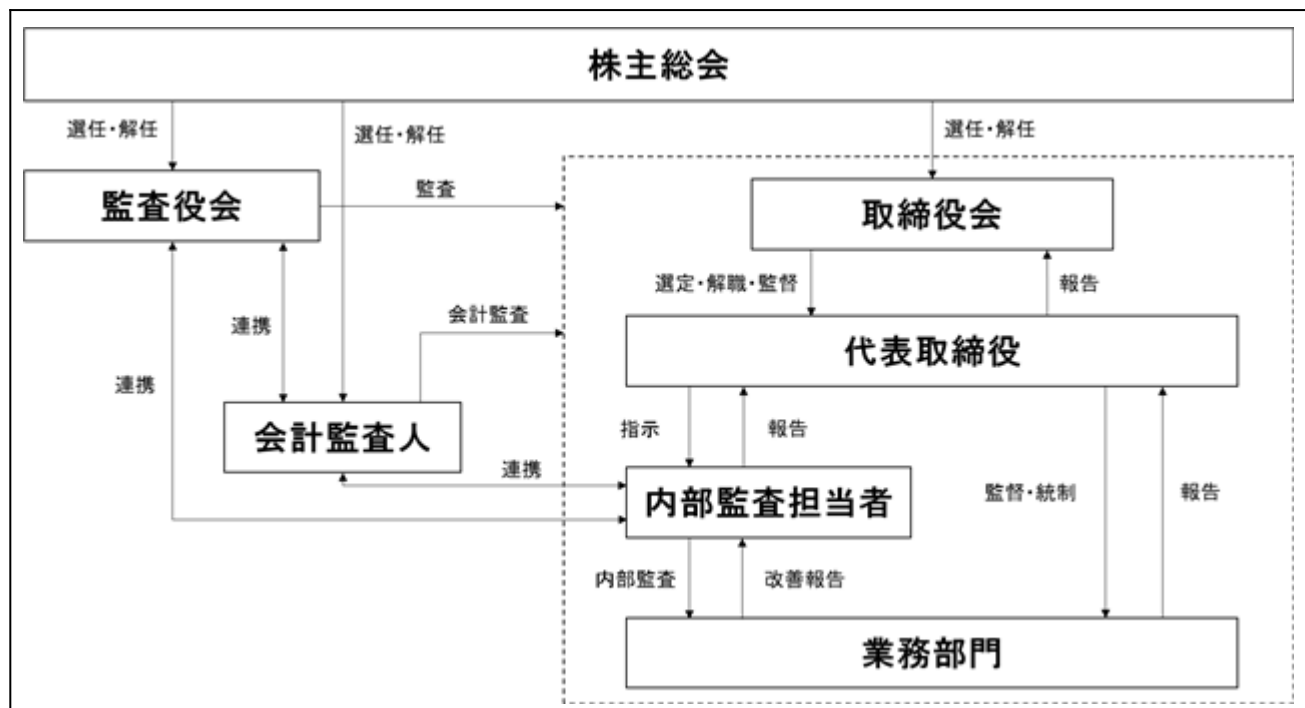 株主総会
選任・解任
選任・解任
選任・解任
監査役会
監査
取締役会
選定・解職・監督
報告
連携
会計監査
代表取締役
連携
会計監査人
指示
報告
連携
内部監査担当者
監督・統制
報告
内部監査
改善報告
業務部門